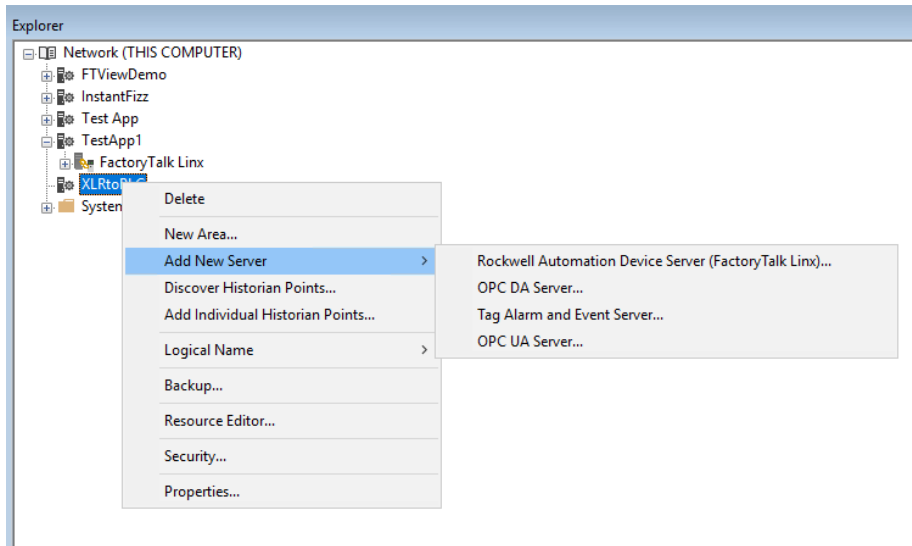 Explorer
Network (THIS COMPUTER)
FTViewDemo
InstantFizz
Test App
TestApp1
FactoryTalk Linx
XLRtoPLC
System
Delete
New Area...
Add New Server
Discover Historian Points...
Add Individual Historian Points...
Logical Name
Backup...
Resource Editor...
Security...
Properties...
Rockwell Automation Device Server (FactoryTalk Linx)...
OPC DA Server...
Tag Alarm and Event Server...
OPC UA Server...